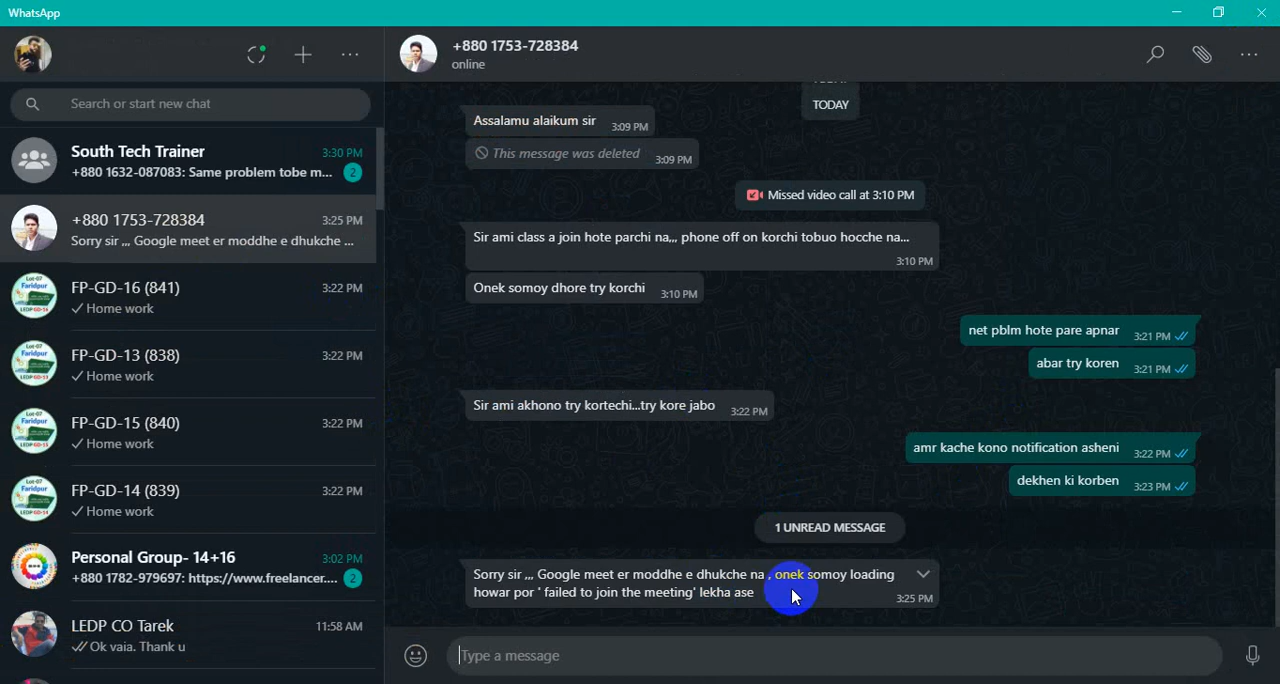 WhatsApp
Search or start new chat
South Tech Trainer 3:30 PM
+880 1632-087083: Same problem tobe m... 2
+880 1753-728384 3:25 PM
Sorry sir ,,, Google meet er moddhe e dhukche ...
FP-GD-16 (841) 3:22 PM
Home work
FP-GD-13 (838) 3:22 PM
Home work
FP-GD-15 (840) 3:22 PM
Home work
FP-GD-14 (839) 3:22 PM
Home work
Personal Group- 14+16 3:02 PM
+880 1782-979697: https://www.freelancer.... 2
LEDP CO Tarek 11:58 AM
Ok vaia. Thank u
+880 1753-728384
online
TODAY
Assalamu alaikum sir 3:09 PM
This message was deleted 3:09 PM
Missed video call at 3:10 PM
Sir ami class a join hote parchi na,,, phone off on korchi tobuo hocche na...
3:10 PM
Onek somoy dhore try korchi 3:10 PM
net pblm hote pare apnar 3:21 PM
abar try koren 3:21 PM
Sir ami akhono try kortechi...try kore jabo 3:22 PM
amr kache kono notification asheni 3:22 PM
dekhen ki korben 3:23 PM
1 UNREAD MESSAGE
Sorry sir ,,, Google meet er moddhe e dhukche na , onek somoy loading
howar por ' failed to join the meeting' lekha ase 3:25 PM
Type a message